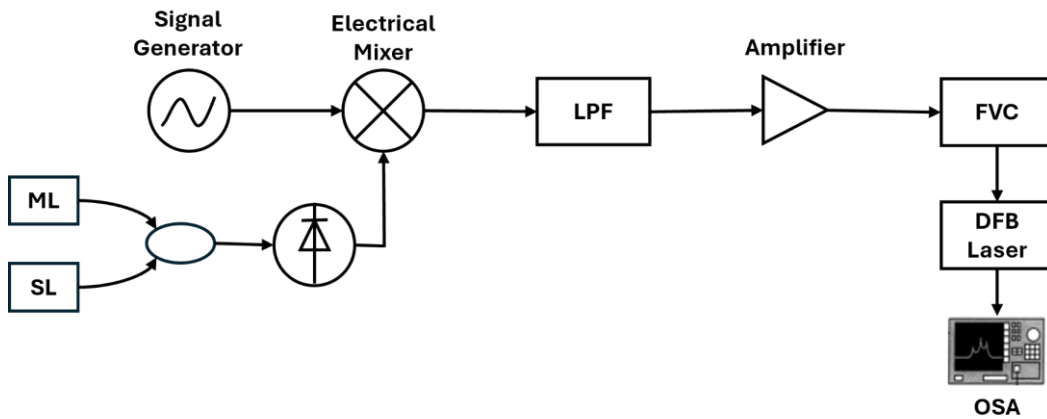 Signal
Generator
Electrical
Mixer
Amplifier
LPF
FVC
ML
SL
DFB
Laser
OSA